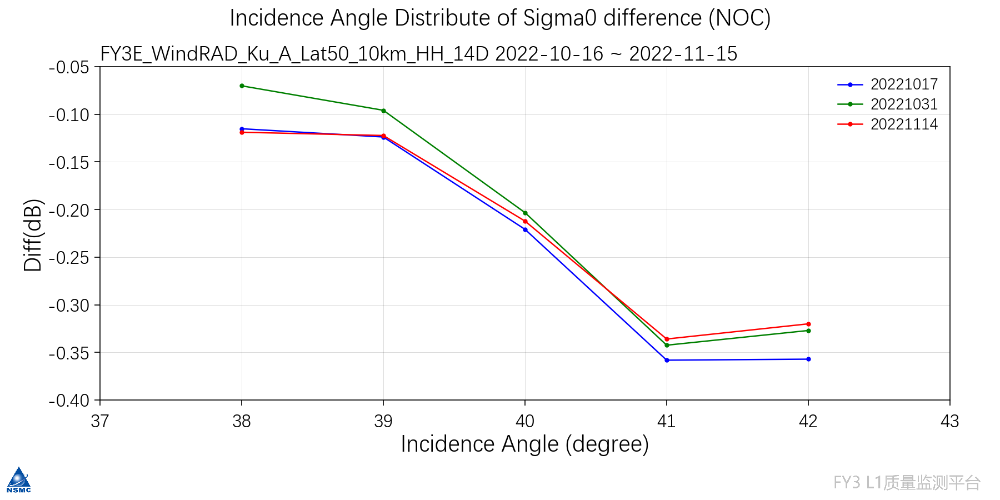 Incidence Angle Distribute of Sigma0 difference (NOC)
FY3E_WindRAD_Ku_A_Lat50_10km_HH_14D 2022-10-16 ~ 2022-11-15
20221017
20221031
20221114
-0.05
-0.10
-0.15
-0.20
-0.25
-0.30
-0.35
-0.40
Diff(dB)
37 38 39 40 41 42 43
Incidence Angle (degree)
NSMC
FY3 L1质量监测平台